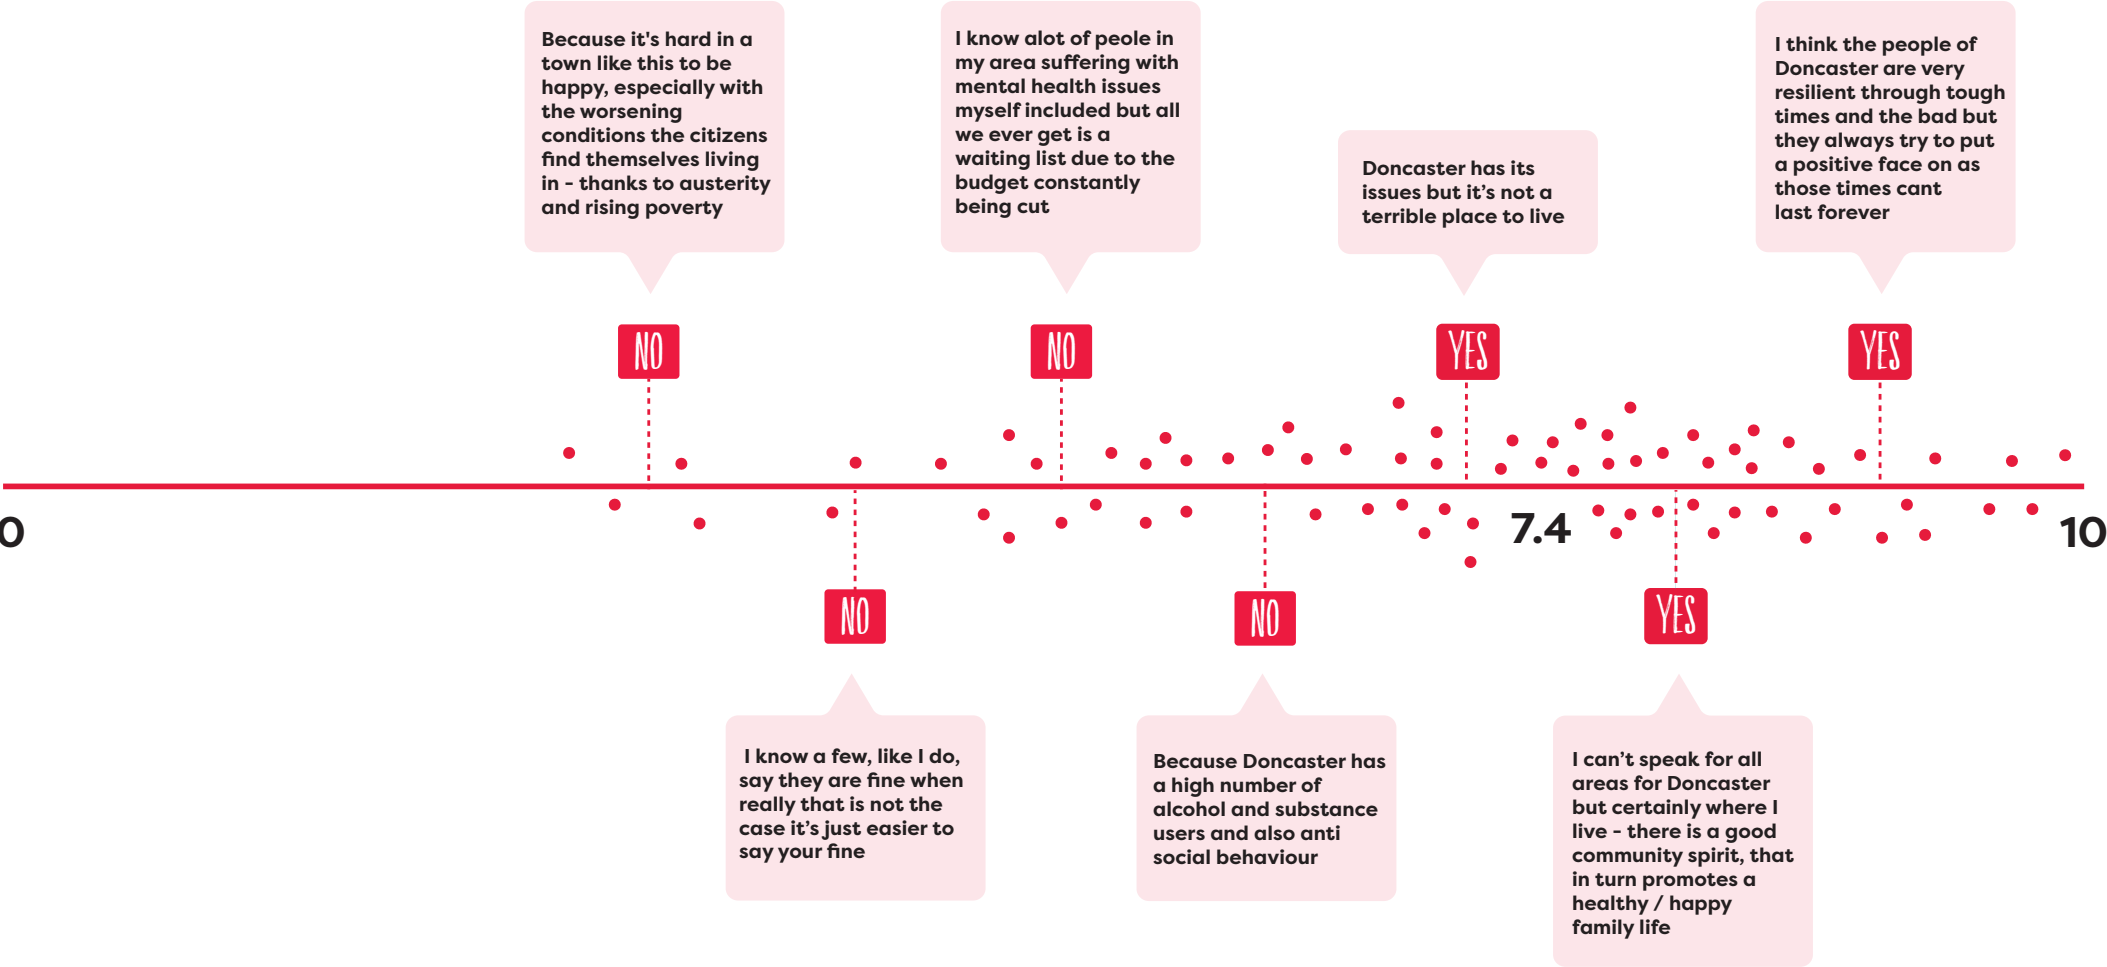 Because it's hard in a
town like this to be
happy, especially with
the worsening
conditions the citizens
find themselves living
in - thanks to austerity
and rising poverty
I know alot of peole in
my area suffering with
mental health issues
myself included but all
we ever get is a
waiting list due to the
budget constantly
being cut
Doncaster has its
issues but it’s not a
terrible place to live
I think the people of
Doncaster are very
resilient through tough
times and the bad but
they always try to put
a positive face on as
those times cant
last forever
NO
NO
YES
YES
0
7.4
10
NO
NO
YES
I know a few, like I do,
say they are fine when
really that is not the
case it’s just easier to
say your fine
Because Doncaster has
a high number of
alcohol and substance
users and also anti
social behaviour
I can’t speak for all
areas for Doncaster
but certainly where I
live - there is a good
community spirit, that
in turn promotes a
healthy / happy
family life